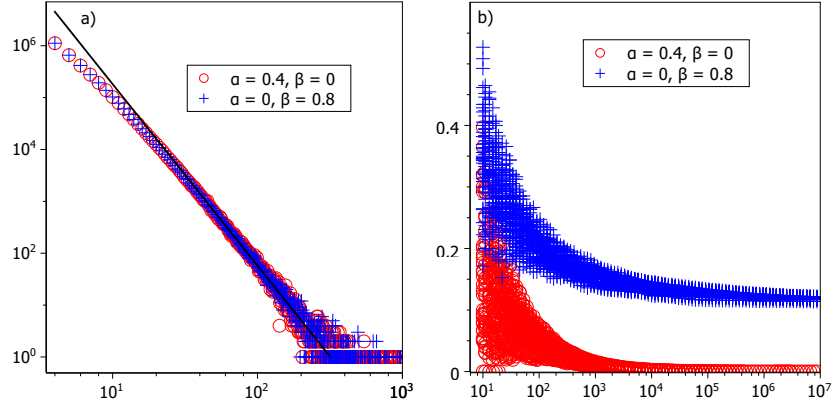 a)
α = 0.4, β = 0
α = 0, β = 0.8
10^6
10^4
10^2
10^0
10^1
10^2
10^3
b)
α = 0.4, β = 0
α = 0, β = 0.8
0.4
0.2
0
10^1
10^2
10^3
10^4
10^5
10^6
10^7